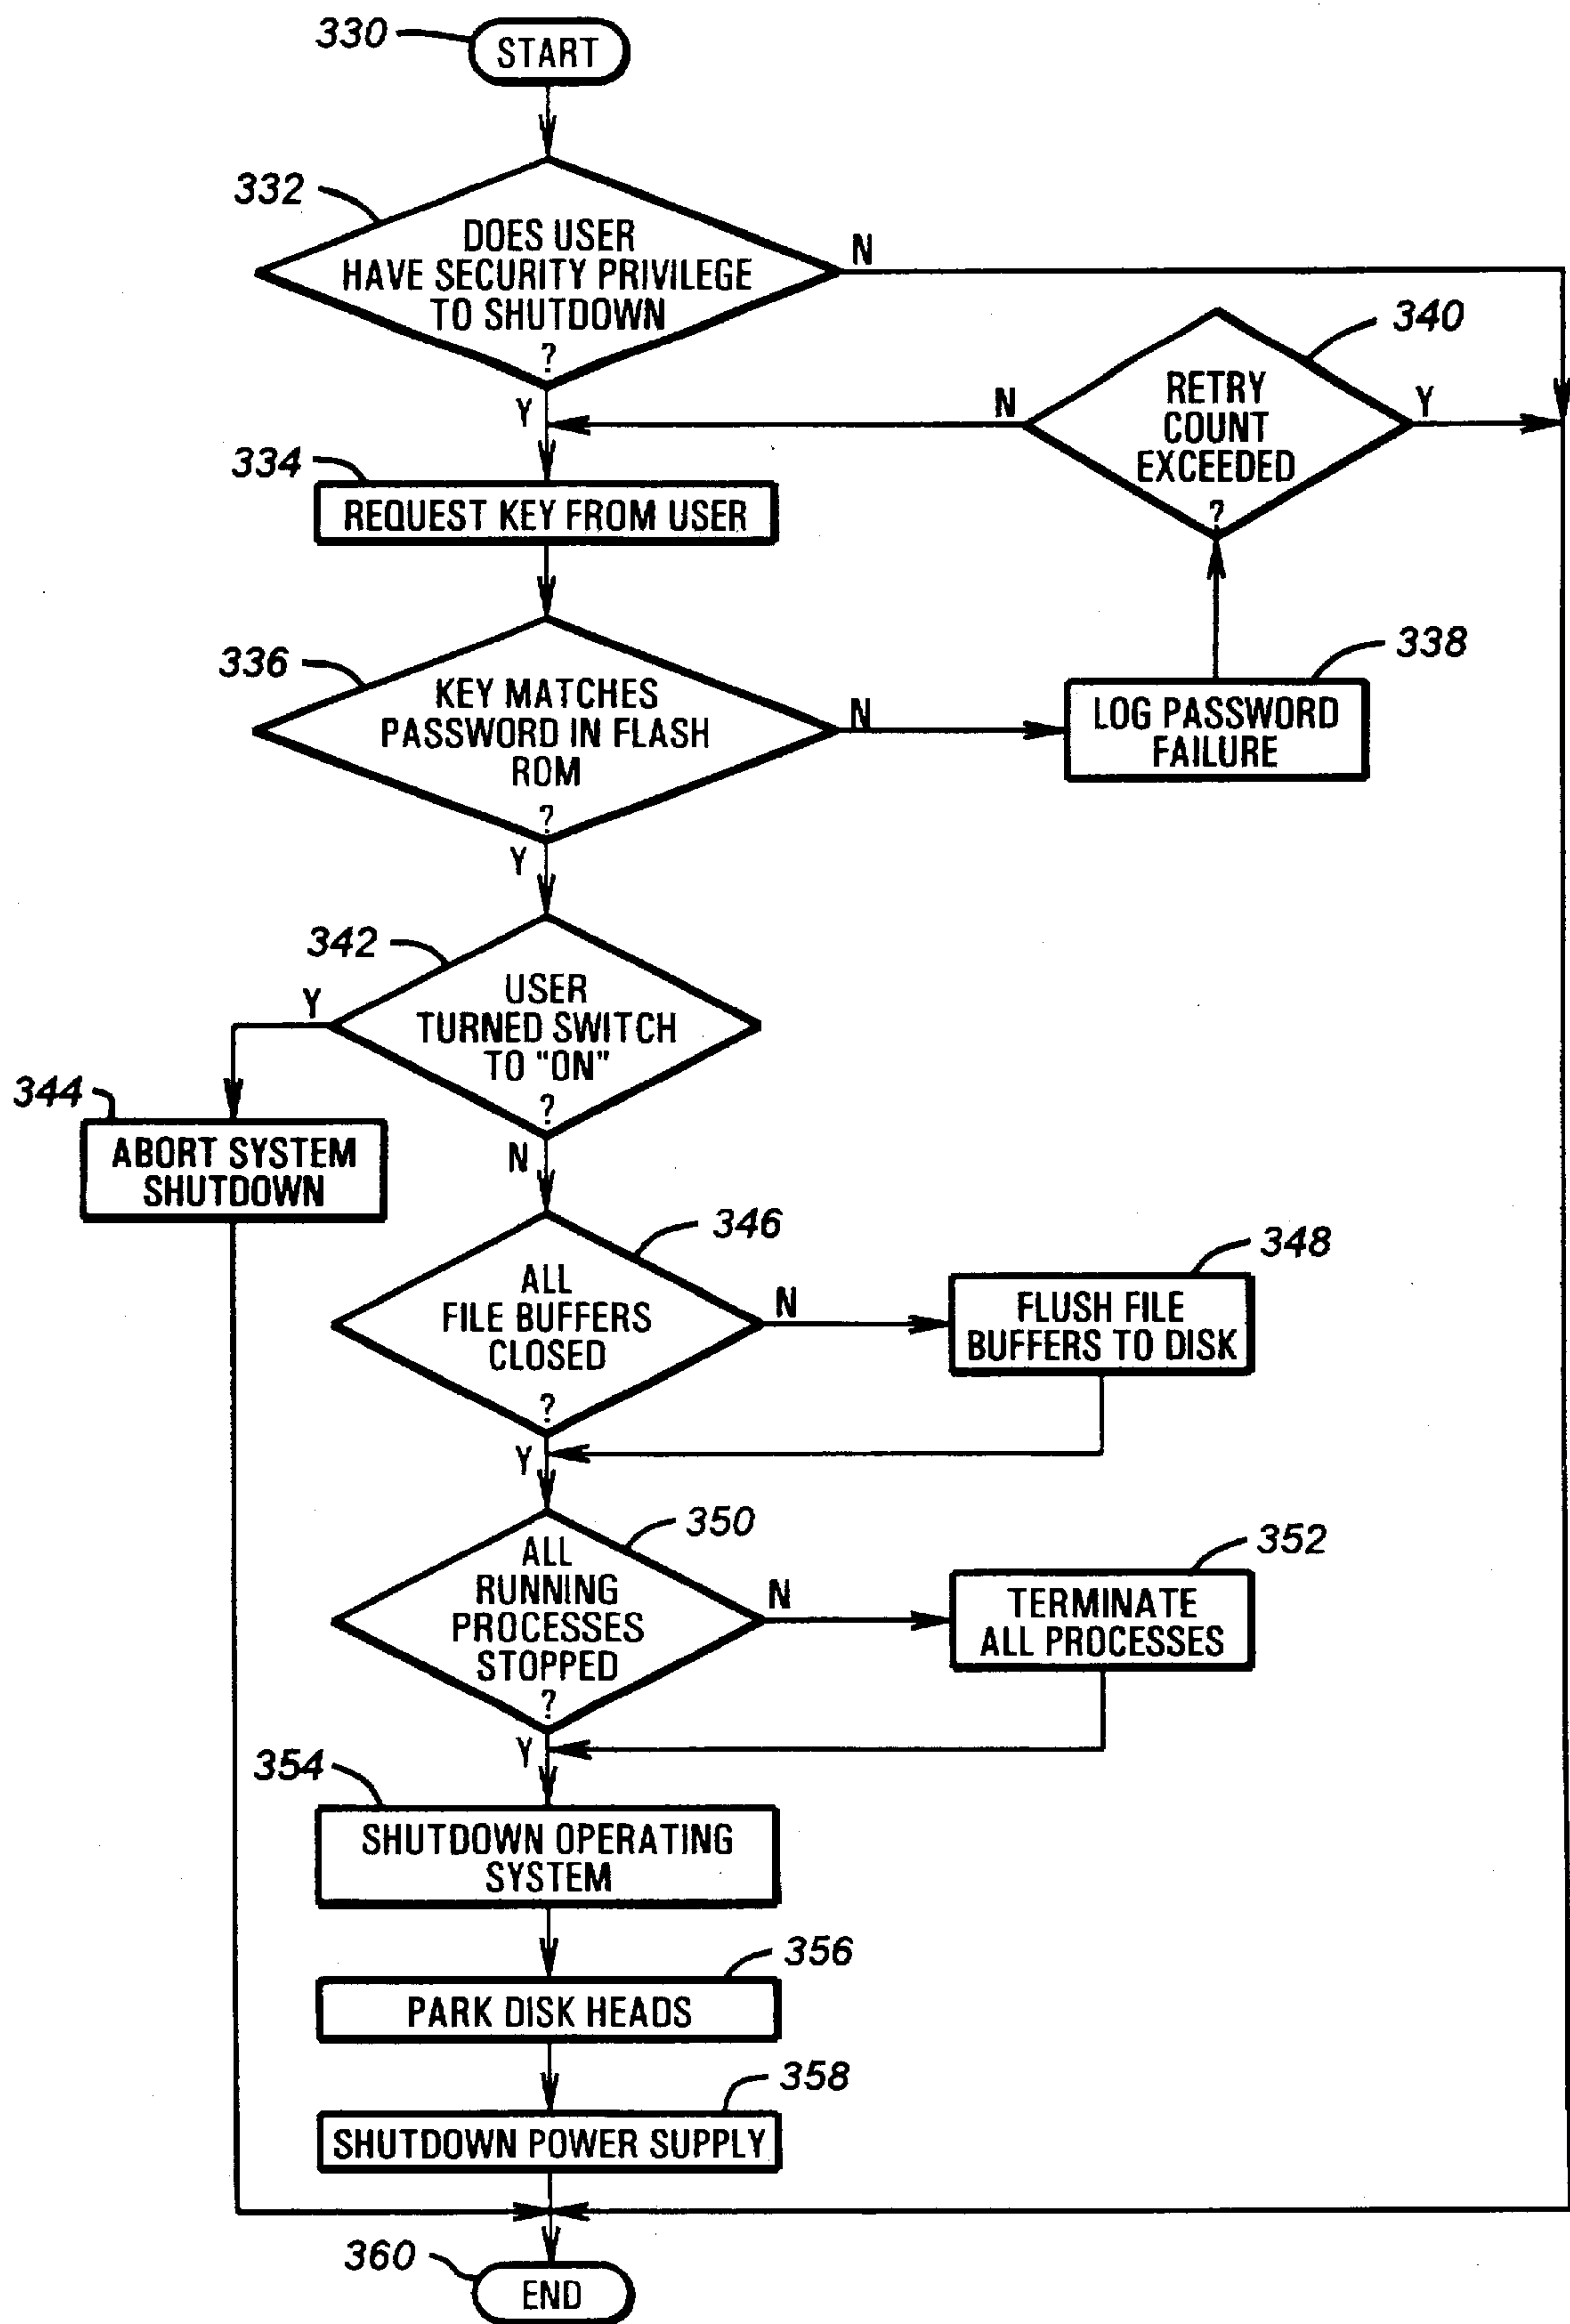 330
START
332
DOES USER
HAVE SECURITY PRIVILEGE
TO SHUTDOWN
?
N
Y
340
RETRY
COUNT
EXCEEDED
?
N
Y
334
REQUEST KEY FROM USER
336
KEY MATCHES
PASSWORD IN FLASH
ROM
?
N
Y
338
LOG PASSWORD
FAILURE
342
USER
TURNED SWITCH
TO "ON"
?
Y
N
344
ABORT SYSTEM
SHUTDOWN
346
ALL
FILE BUFFERS
CLOSED
?
N
Y
348
FLUSH FILE
BUFFERS TO DISK
350
ALL
RUNNING
PROCESSES
STOPPED
?
N
Y
352
TERMINATE
ALL PROCESSES
354
SHUTDOWN OPERATING
SYSTEM
356
PARK DISK HEADS
358
SHUTDOWN POWER SUPPLY
360
END